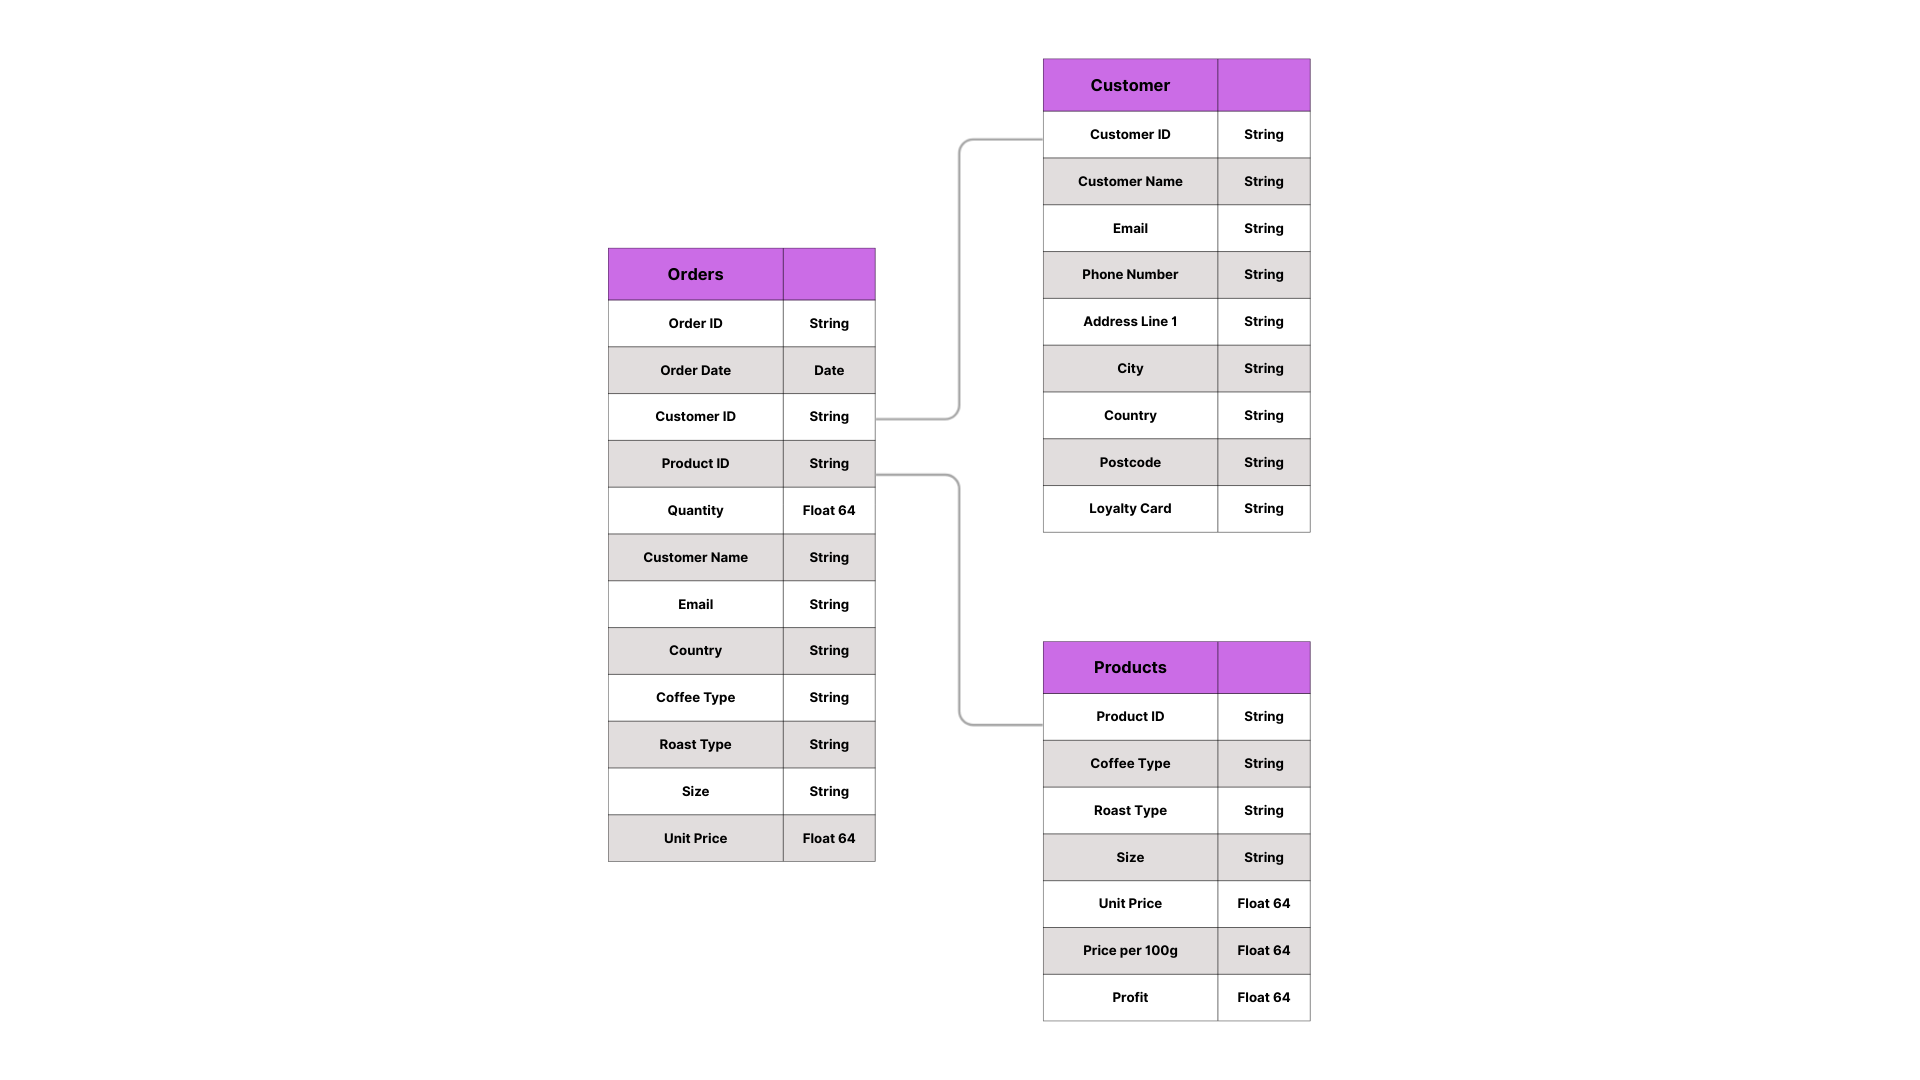 Customer
Customer ID String
Customer Name String
Email String
Phone Number String
Address Line 1 String
City String
Country String
Postcode String
Loyalty Card String
Orders
Order ID String
Order Date Date
Customer ID String
Product ID String
Quantity Float 64
Customer Name String
Email String
Country String
Coffee Type String
Roast Type String
Size String
Unit Price Float 64
Products
Product ID String
Coffee Type String
Roast Type String
Size String
Unit Price Float 64
Price per 100g Float 64
Profit Float 64